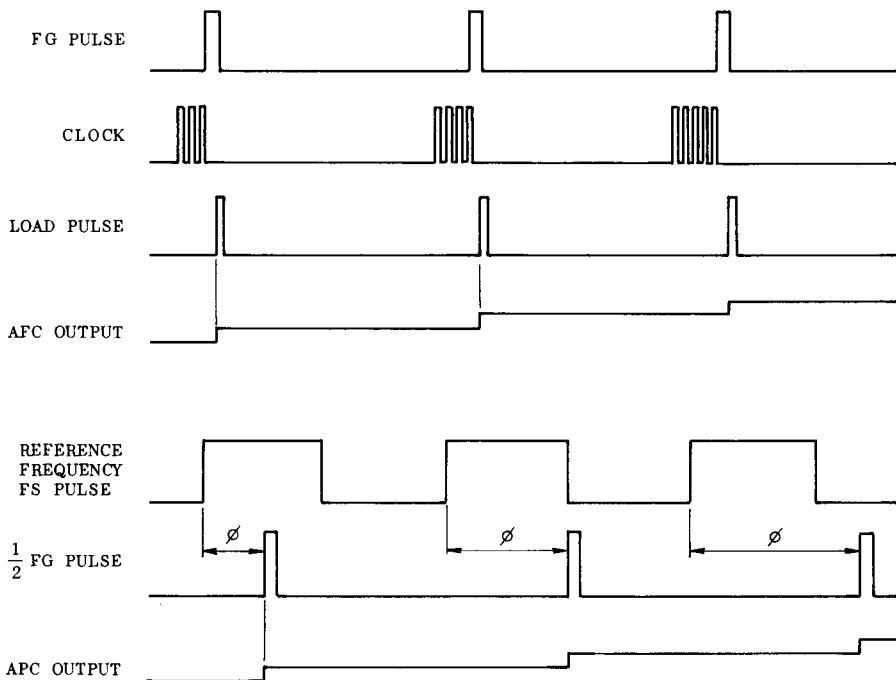 FG PULSE
CLOCK
LOAD PULSE
AFC OUTPUT
REFERENCE
FREQUENCY
FS PULSE
ø ø ø
1/2 FG PULSE
APC OUTPUT